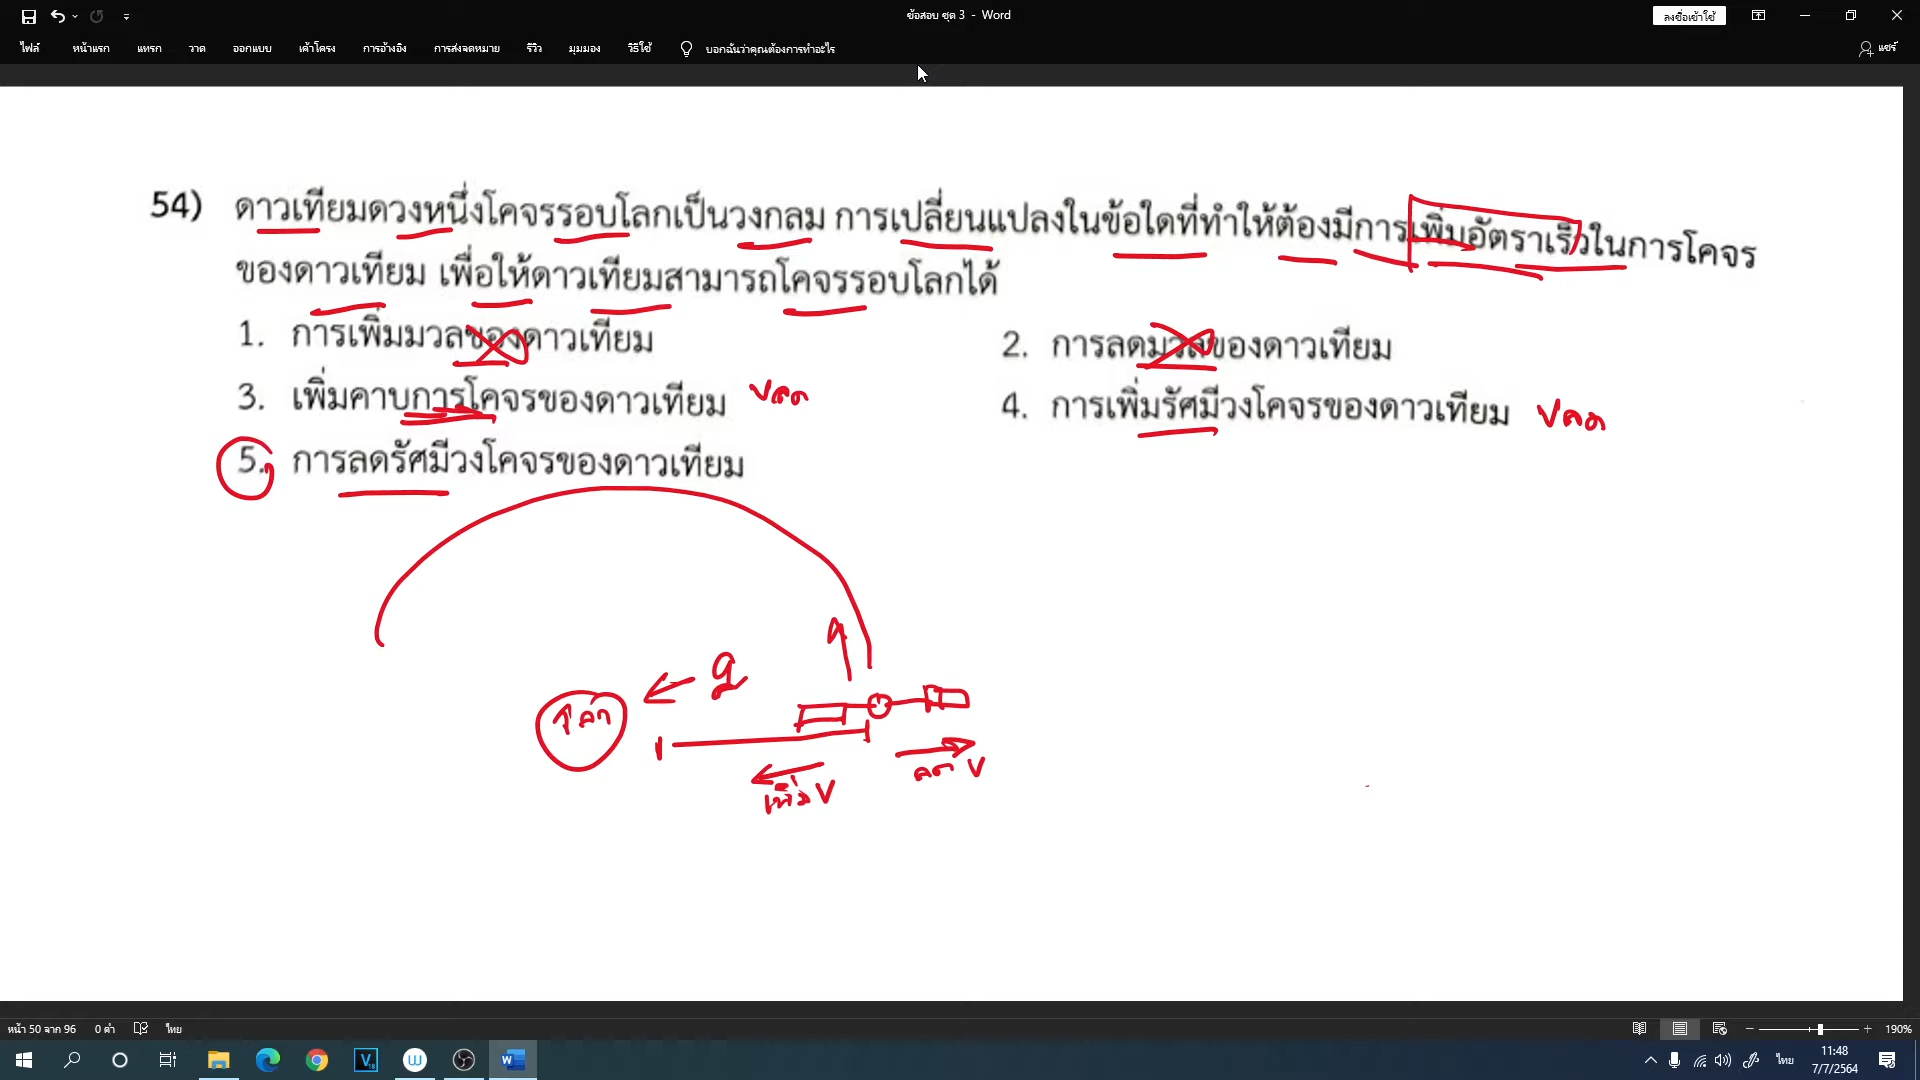 ข้อสอบ ชุด 3 - Word
ลงชื่อเข้าใช้
ไฟล์ หน้าแรก แทรก วาด ออกแบบ เค้าโครง การอ้างอิง การส่งจดหมาย รีวิว มุมมอง วิธีใช้ บอกฉันว่าคุณต้องการทำอะไร แชร์
54) ดาวเทียมดวงหนึ่งโคจรรอบโลกเป็นวงกลม การเปลี่ยนแปลงในข้อใดที่ทำให้ต้องมีการเพิ่มอัตราเร็วในการโคจร
ของดาวเทียม เพื่อให้ดาวเทียมสามารถโคจรรอบโลกได้
1. การเพิ่มมวลของดาวเทียม 2. การลดมวลของดาวเทียม
3. เพิ่มคาบการโคจรของดาวเทียม vลด 4. การเพิ่มรัศมีวงโคจรของดาวเทียม vลด
5. การลดรัศมีวงโคจรของดาวเทียม
g
โลก
ลด v
เพิ่ม v
หน้า 50 จาก 96 0 คำ ไทย 190%
ไทย 11:48
7/7/2564